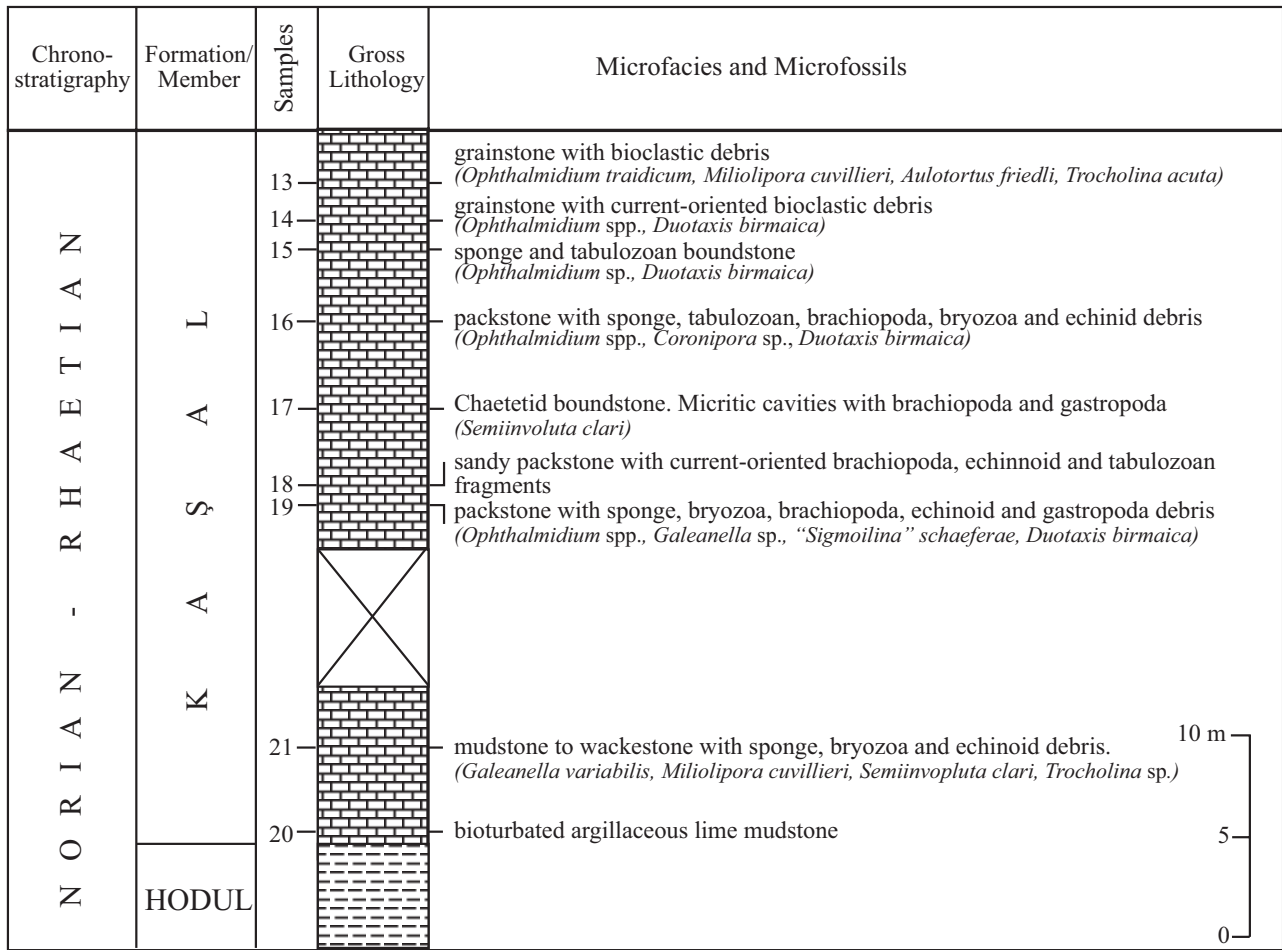 Chrono-
stratigraphy
Formation/
Member
Samples
Gross
Lithology
Microfacies and Microfossils
NORIAN - RHAETIAN
KAŞAL
HODUL
13
grainstone with bioclastic debris
(Ophthalmidium traidicum, Miliolipora cuvillieri, Aulotortus friedli, Trocholina acuta)
14
grainstone with current-oriented bioclastic debris
(Ophthalmidium spp., Duotaxis birmaica)
15
sponge and tabulozoan boundstone
(Ophthalmidium sp., Duotaxis birmaica)
16
packstone with sponge, tabulozoan, brachiopoda, bryozoa and echinid debris
(Ophthalmidium spp., Coronipora sp., Duotaxis birmaica)
17
Chaetetid boundstone. Micritic cavities with brachiopoda and gastropoda
(Semiinvoluta clari)
18
sandy packstone with current-oriented brachiopoda, echinnoid and tabulozoan
fragments
19
packstone with sponge, bryozoa, brachiopoda, echinoid and gastropoda debris
(Ophthalmidium spp., Galeanella sp., “Sigmoilina” schaeferae, Duotaxis birmaica)
21
mudstone to wackestone with sponge, bryozoa and echinoid debris.
(Galeanella variabilis, Miliolipora cuvillieri, Semiinvopluta clari, Trocholina sp.)
20
bioturbated argillaceous lime mudstone
10 m
5
0